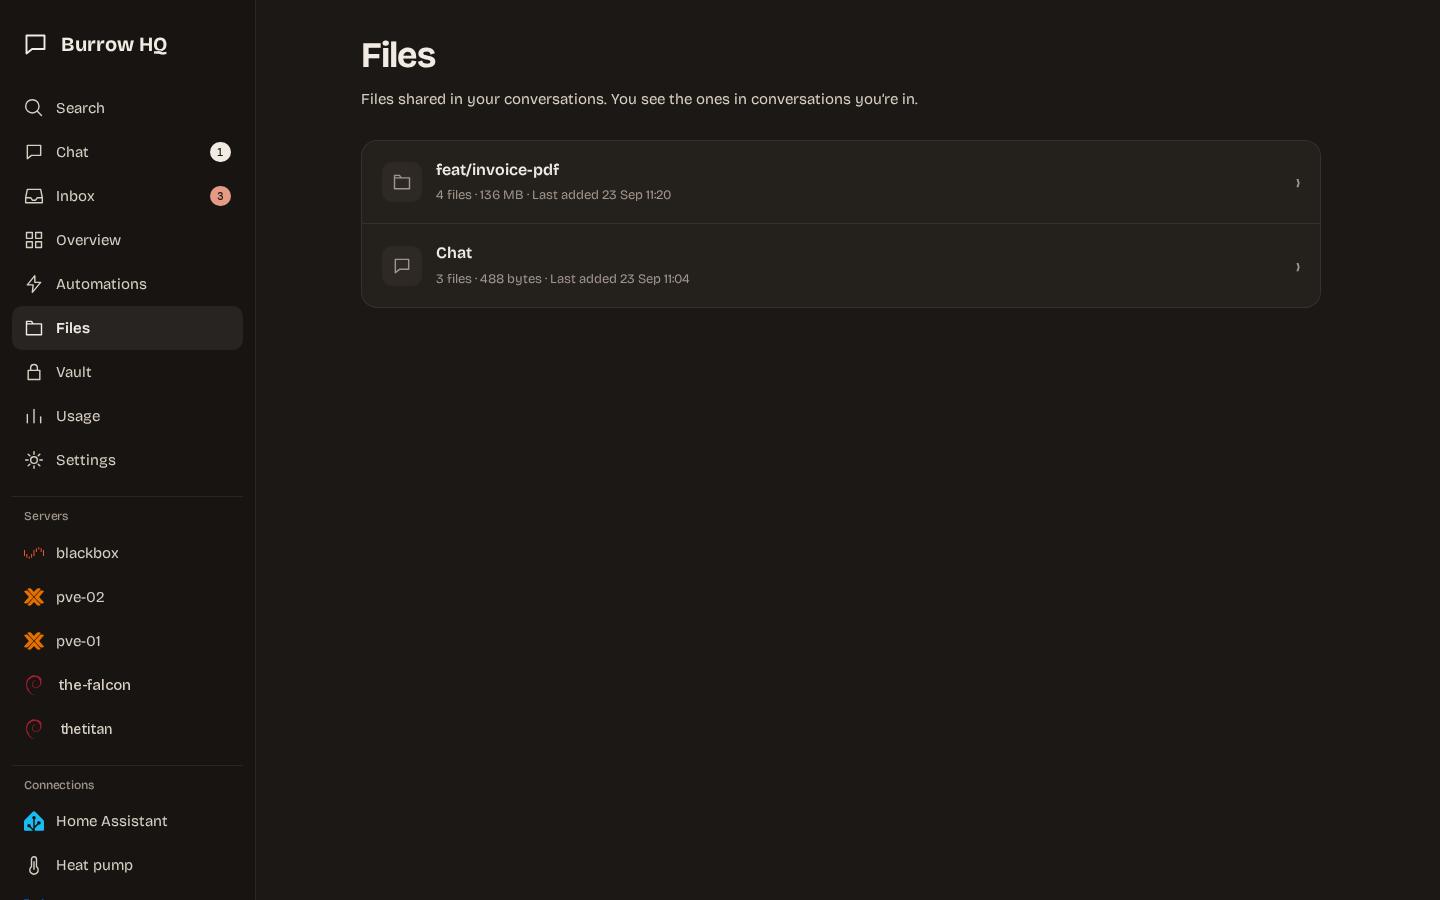 Burrow HQ
Search
Chat 1
Inbox 3
Overview
Automations
Files
Vault
Usage
Settings
Servers
blackbox
pve-02
pve-01
the-falcon
thetitan
Connections
Home Assistant
Heat pump
Files
Files shared in your conversations. You see the ones in conversations you're in.
feat/invoice-pdf
4 files · 136 MB · Last added 23 Sep 11:20
Chat
3 files · 488 bytes · Last added 23 Sep 11:04